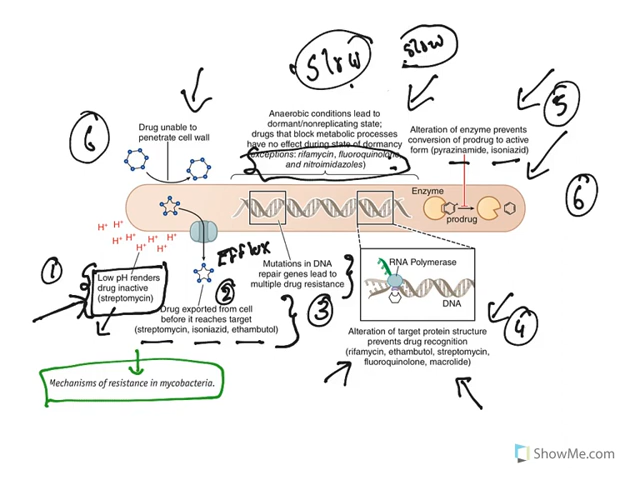 slow
slow
Anaerobic conditions lead to
dormant/nonreplicating state;
drugs that block metabolic processes
have no effect during state of dormancy
(exceptions: rifamycin, fluoroquinolone,
and nitroimidazoles)
5
6
Drug unable to
penetrate cell wall
Alteration of enzyme prevents
conversion of prodrug to active
form (pyrazinamide, isoniazid)
6
Enzyme
prodrug
H+ H+
H+ H+ H+ H+
H+ H+
Efflux
1
Low pH renders
drug inactive
(streptomycin)
2
Drug exported from cell
before it reaches target
(streptomycin, isoniazid, ethambutol)
Mutations in DNA
repair genes lead to
multiple drug resistance
3
RNA Polymerase
DNA
4
Alteration of target protein structure
prevents drug recognition
(rifamycin, ethambutol, streptomycin,
fluoroquinolone, macrolide)
Mechanisms of resistance in mycobacteria.
ShowMe.com